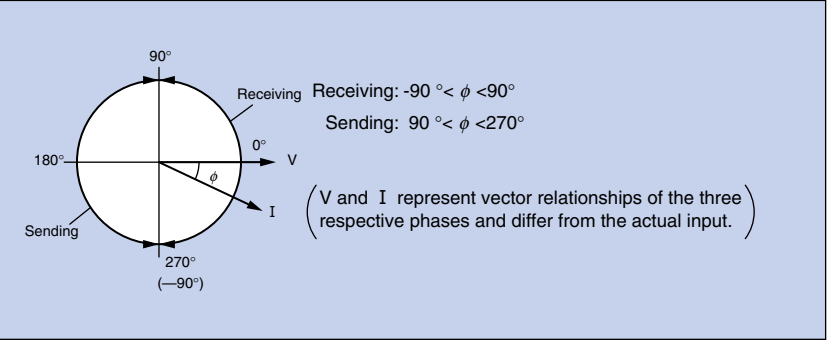 90°
Receiving
Receiving: -90 °< ϕ <90°
Sending: 90 °< ϕ <270°
0°
180°
V
ϕ
I
V and I represent vector relationships of the three
respective phases and differ from the actual input.
Sending
270°
(—90°)